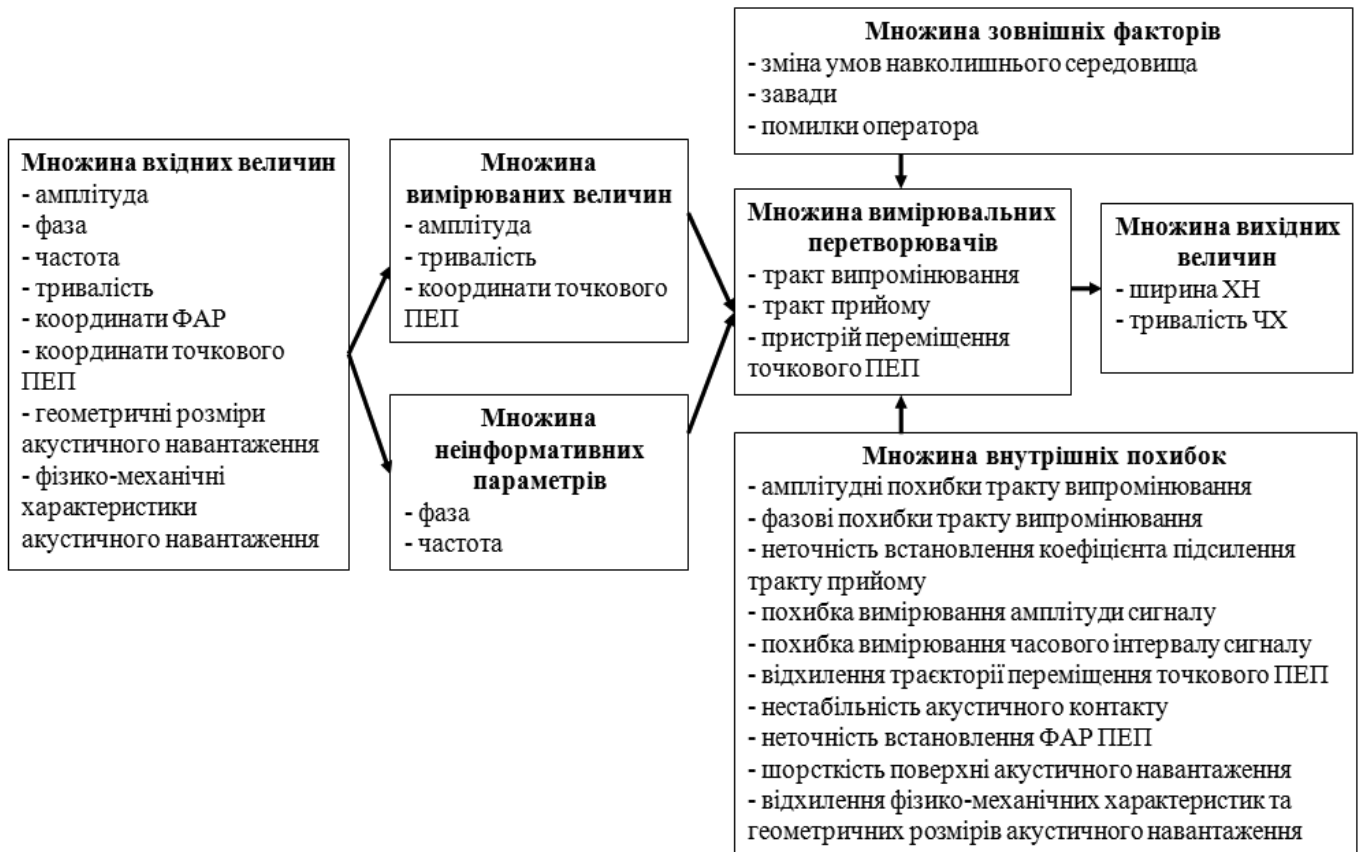 Множина вхідних величин
- амплітуда
- фаза
- частота
- тривалість
- координати ФАР
- координати точкового
ПЕП
- геометричні розміри
акустичного навантаження
- фізико-механічні
характеристики
акустичного навантаження
Множина
вимірюваних величин
- амплітуда
- тривалість
- координати точкового
ПЕП
Множина
неінформативних
параметрів
- фаза
- частота
Множина зовнішніх факторів
- зміна умов навколишнього середовища
- завади
- помилки оператора
Множина вимірювальних
перетворювачів
- тракт випромінювання
- тракт прийому
- пристрій переміщення
точкового ПЕП
Множина вихідних
величин
- ширина ХН
- тривалість ЧХ
Множина внутрішніх похибок
- амплітудні похибки тракту випромінювання
- фазові похибки тракту випромінювання
- неточність встановлення коефіцієнта підсилення
тракту прийому
- похибка вимірювання амплітуди сигналу
- похибка вимірювання часового інтервалу сигналу
- відхилення траєкторії переміщення точкового ПЕП
- нестабільність акустичного контакту
- неточність встановлення ФАР ПЕП
- шорсткість поверхні акустичного навантаження
- відхилення фізико-механічних характеристик та
геометричних розмірів акустичного навантаження